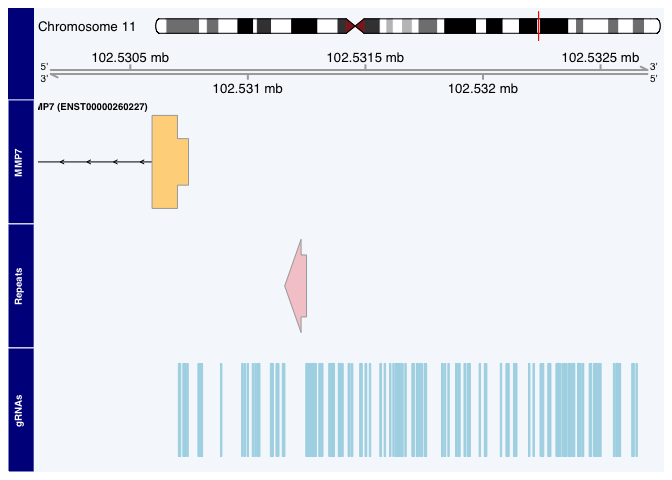 Chromosome 11
5'
3'
102.5305 mb
102.5315 mb
102.5325 mb
3'
5'
102.531 mb
102.532 mb
MP7 (ENST00000260227)
MMP7
Repeats
gRNAs